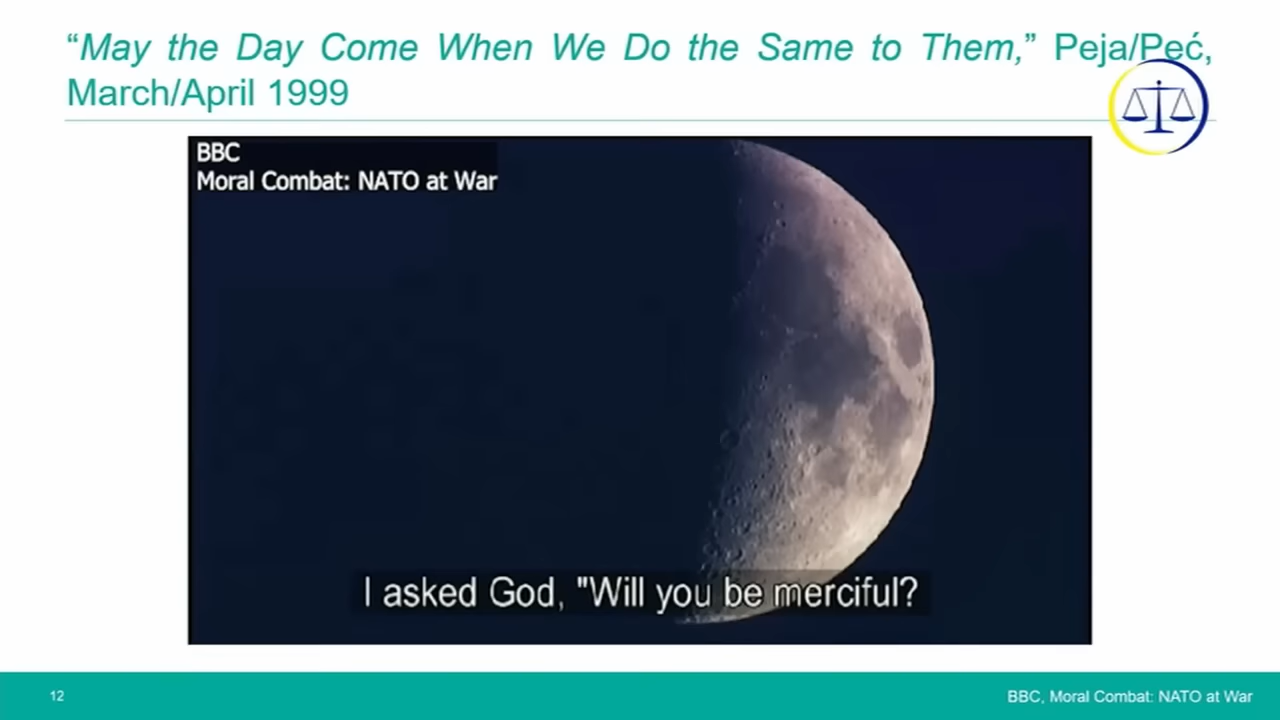 “May the Day Come When We Do the Same to Them,” Peja/Peć,
March/April 1999
BBC
Moral Combat: NATO at War
I asked God, "Will you be merciful?
12
BBC, Moral Combat: NATO at War